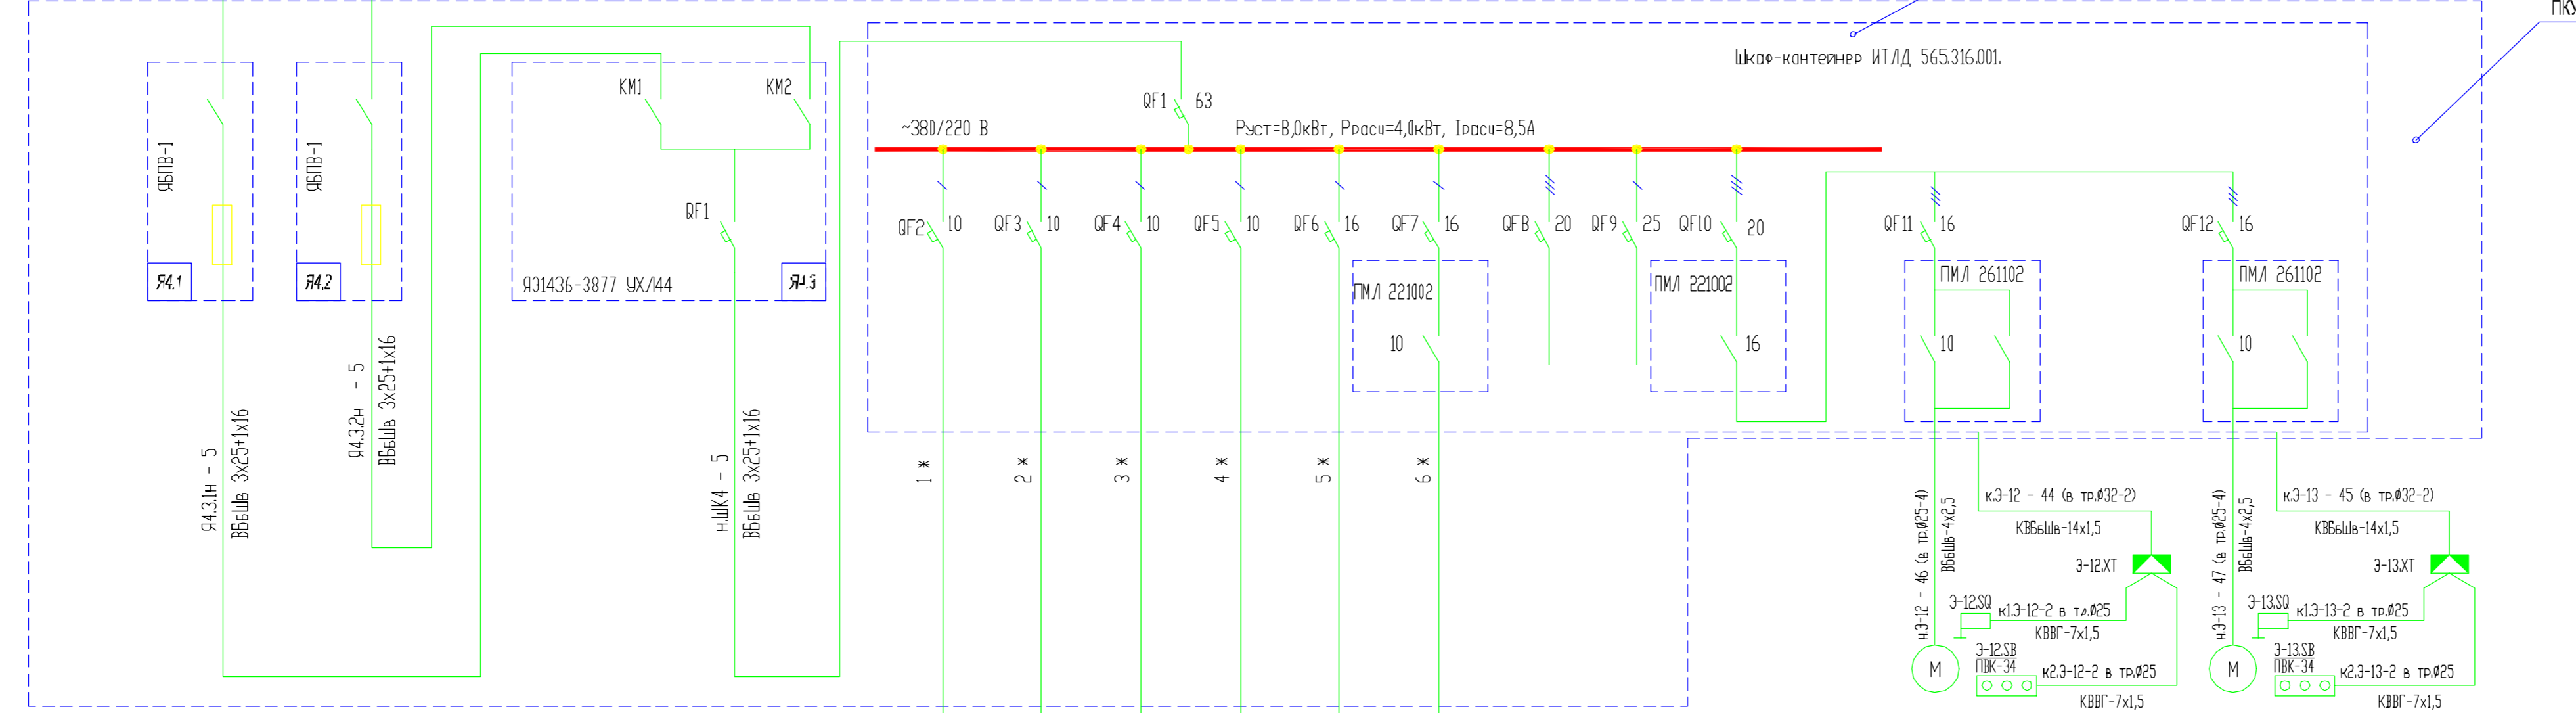 ПКУ
Шкаф-контейнер ИТЛД 565.316.001.
КМ1
КМ2
QF1 63
~380/220 В
Руст=8,0кВт, Ррасч=4,0кВт, Iрасч=8,5А
ЯБПВ-1
ЯБПВ-1
QF1
QF2 10
QF3 10
QF4 10
QF5 10
QF6 16
QF7 16
QF8 20
QF9 25
QF10 20
QF11 16
QF12 16
Я4.1
Я4.2
ЯЭ1436-3877 УХЛ44
Я4.3
ПМЛ 221002
10
ПМЛ 221002
16
ПМЛ 261102
10
ПМЛ 261102
10
Я4.3.1н - 5
ВБбШв 3х25+1х16
Я4.3.2н - 5
ВБбШв 3х25+1х16
н.ШК4 - 5
ВБбШв 3х25+1х16
1 *
2 *
3 *
4 *
5 *
6 *
н.Э-12 - 46 (в тр.Ø25-4)
ВБбШв-4х2,5
к.Э-12 - 44 (в тр.Ø32-2)
КВБбШв-14х1,5
Э-12.ХТ
Э-12.SQ
к1.Э-12-2 в тр.Ø25
КВВГ-7х1,5
Э-12.SB
ПВК-34
к2.Э-12-2 в тр.Ø25
КВВГ-7х1,5
М
н.Э-13 - 47 (в тр.Ø25-4)
ВБбШв-4х2,5
к.Э-13 - 45 (в тр.Ø32-2)
КВБбШв-14х1,5
Э-13.ХТ
Э-13.SQ
к1.Э-13-2 в тр.Ø25
КВВГ-7х1,5
Э-13.SB
ПВК-34
к2.Э-13-2 в тр.Ø25
КВВГ-7х1,5
М